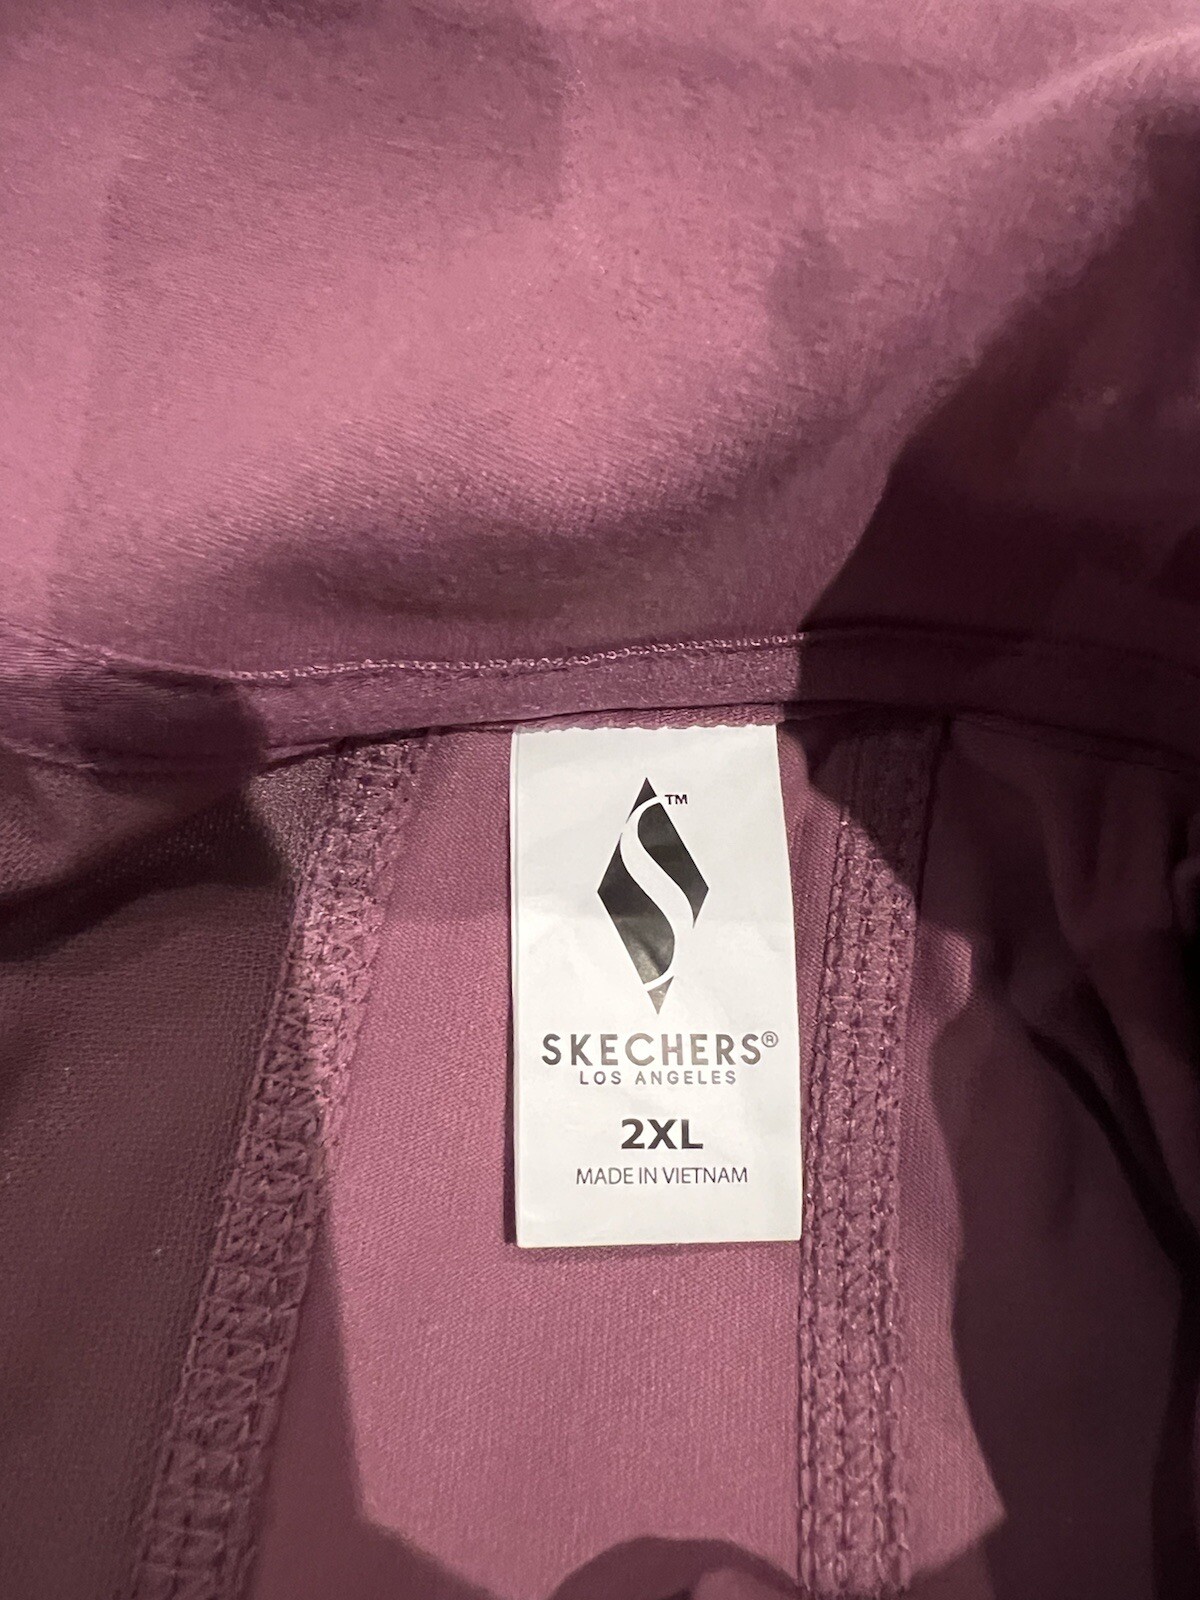 ™
SKECHERS®
LOS ANGELES
2XL
MADE IN VIETNAM